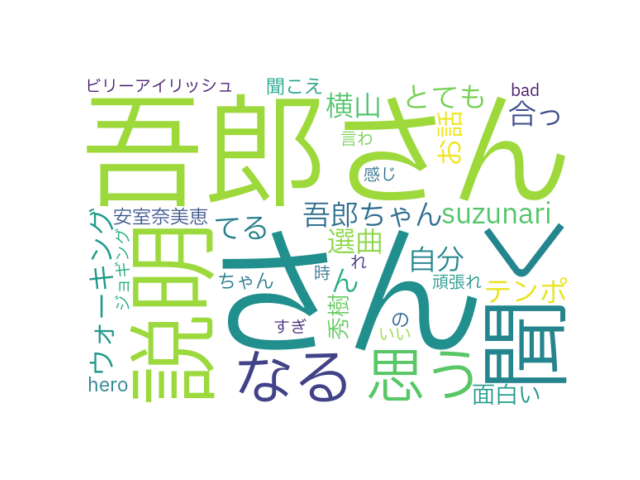 ビリーアイリッシュ
聞こえ
bad
吾郎さん
横山
とても
合っ
言わ
お話
感じ
ウォーキング
安室奈美恵
吾郎ちゃん
suzunari
ジョギング
説明
てる
さん
選曲
自分
聞く
ちゃん
時
れ
ん
頑張れ
テンポ
秀樹
すぎ
の
いい
hero
なる
思う
面白い